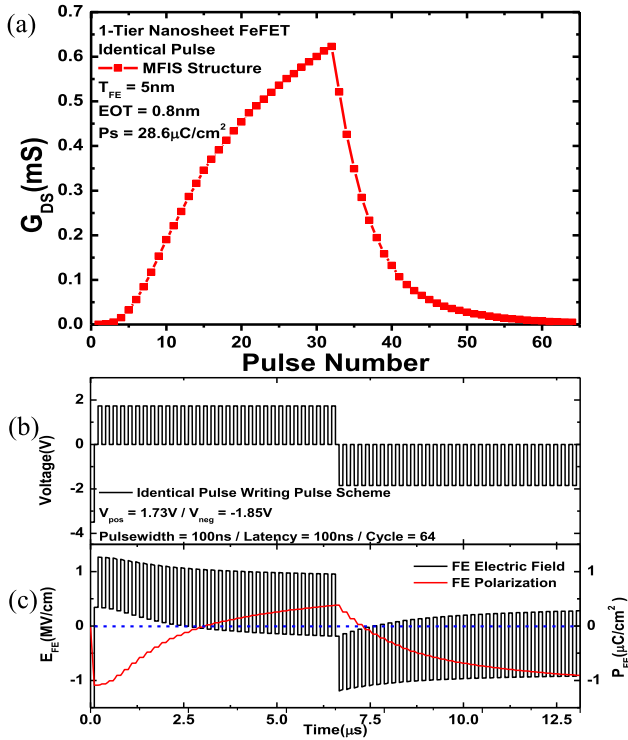 (a)
1-Tier Nanosheet FeFET
Identical Pulse
MFIS Structure
T_FE = 5nm
EOT = 0.8nm
Ps = 28.6μC/cm²
G_DS(mS)
0.7
0.6
0.5
0.4
0.3
0.2
0.1
0.0
0 10 20 30 40 50 60
Pulse Number
(b)
Voltage(V)
2
0
-2
-4
Identical Pulse Writing Pulse Scheme
V_pos = 1.73V / V_neg = -1.85V
Pulsewidth = 100ns / Latency = 100ns / Cycle = 64
(c)
E_FE(MV/cm)
1
0
-1
FE Electric Field
FE Polarization
1
0
-1
P_FE(μC/cm²)
0.0 2.5 5.0 7.5 10.0 12.5
Time(μs)